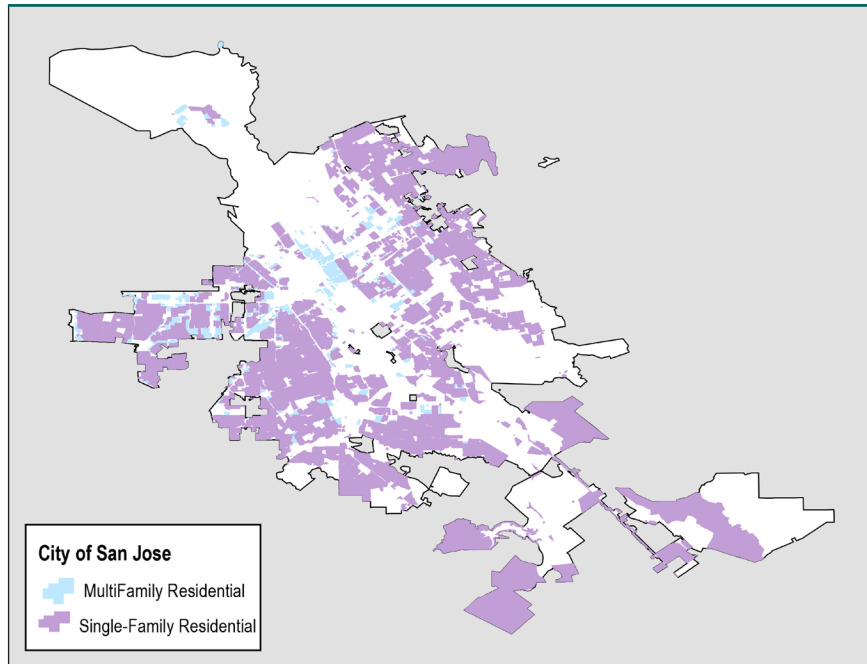 City of San Jose
MultiFamily Residential
Single-Family Residential